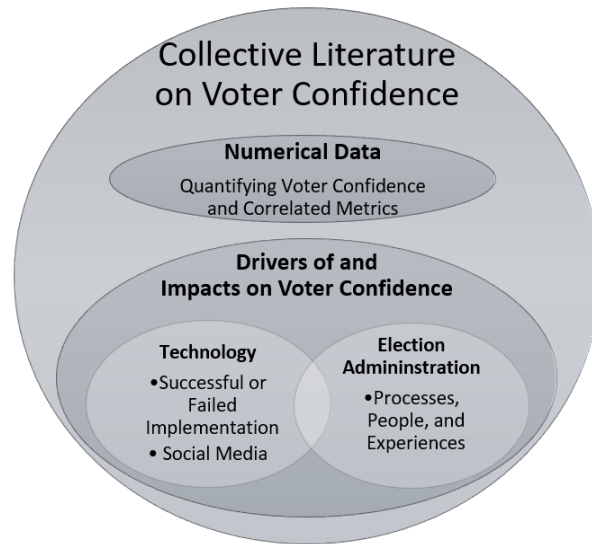 Collective Literature
on Voter Confidence
Numerical Data
Quantifying Voter Confidence
and Correlated Metrics
Drivers of and
Impacts on Voter Confidence
Technology
•Successful or
Failed
Implementation
• Social Media
Election
Admininstration
•Processes,
People, and
Experiences